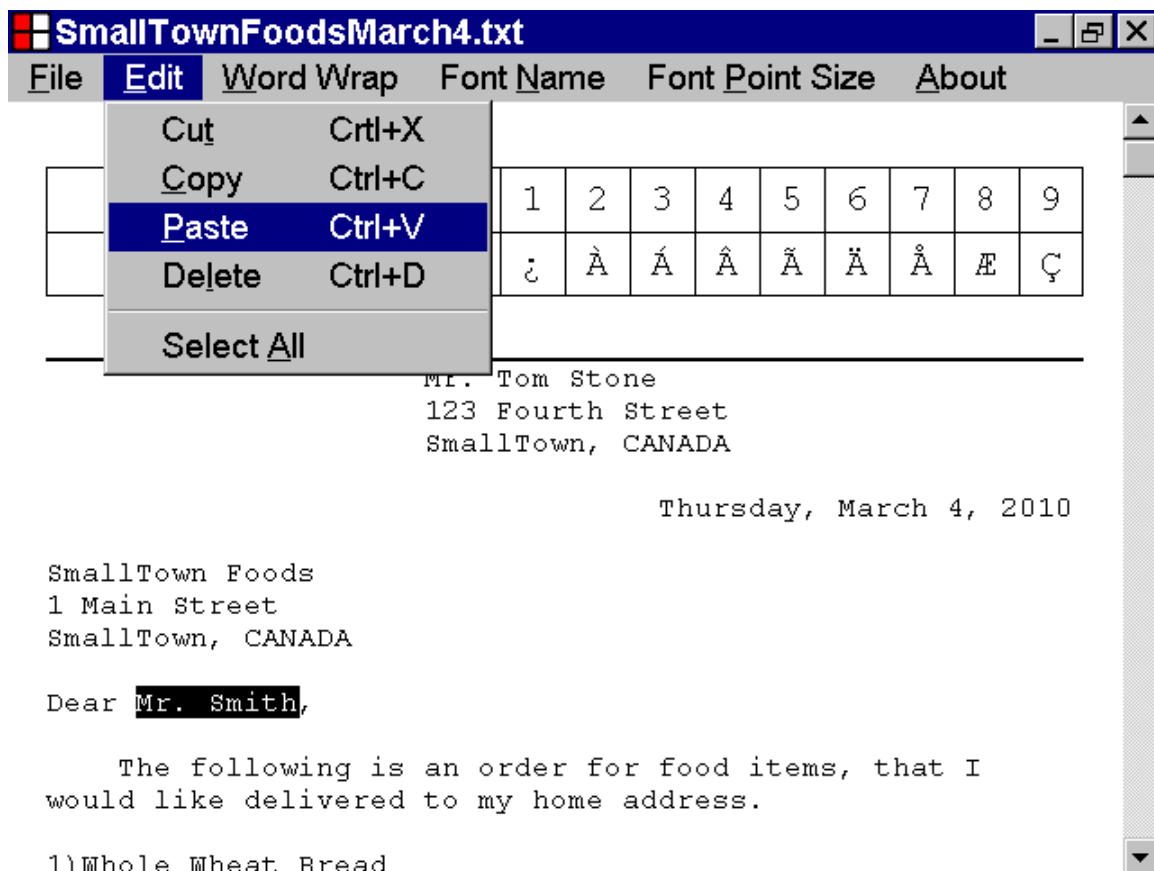 SmallTownFoodsMarch4.txt
File Edit Word Wrap Font Name Font Point Size About
Cut Crtl+X
Copy Ctrl+C
Paste Ctrl+V
Delete Ctrl+D
Select All
1 2 3 4 5 6 7 8 9
¿ À Á Â Ã Ä Å Æ Ç
Mr. Tom Stone
123 Fourth Street
SmallTown, CANADA
Thursday, March 4, 2010
SmallTown Foods
1 Main Street
SmallTown, CANADA
Dear Mr. Smith,
The following is an order for food items, that I
would like delivered to my home address.
1)Whole Wheat Bread